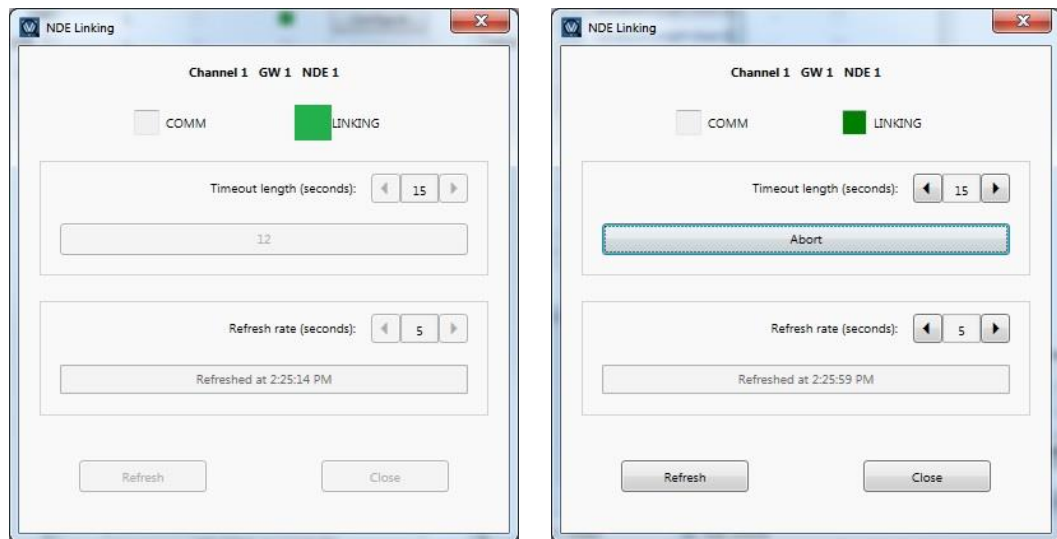 NDE Linking
Channel 1 GW 1 NDE 1
COMM LINKING
Timeout length (seconds): 15
12
Refresh rate (seconds): 5
Refreshed at 2:25:14 PM
Refresh Close
NDE Linking
Channel 1 GW 1 NDE 1
COMM LINKING
Timeout length (seconds): 15
Abort
Refresh rate (seconds): 5
Refreshed at 2:25:59 PM
Refresh Close